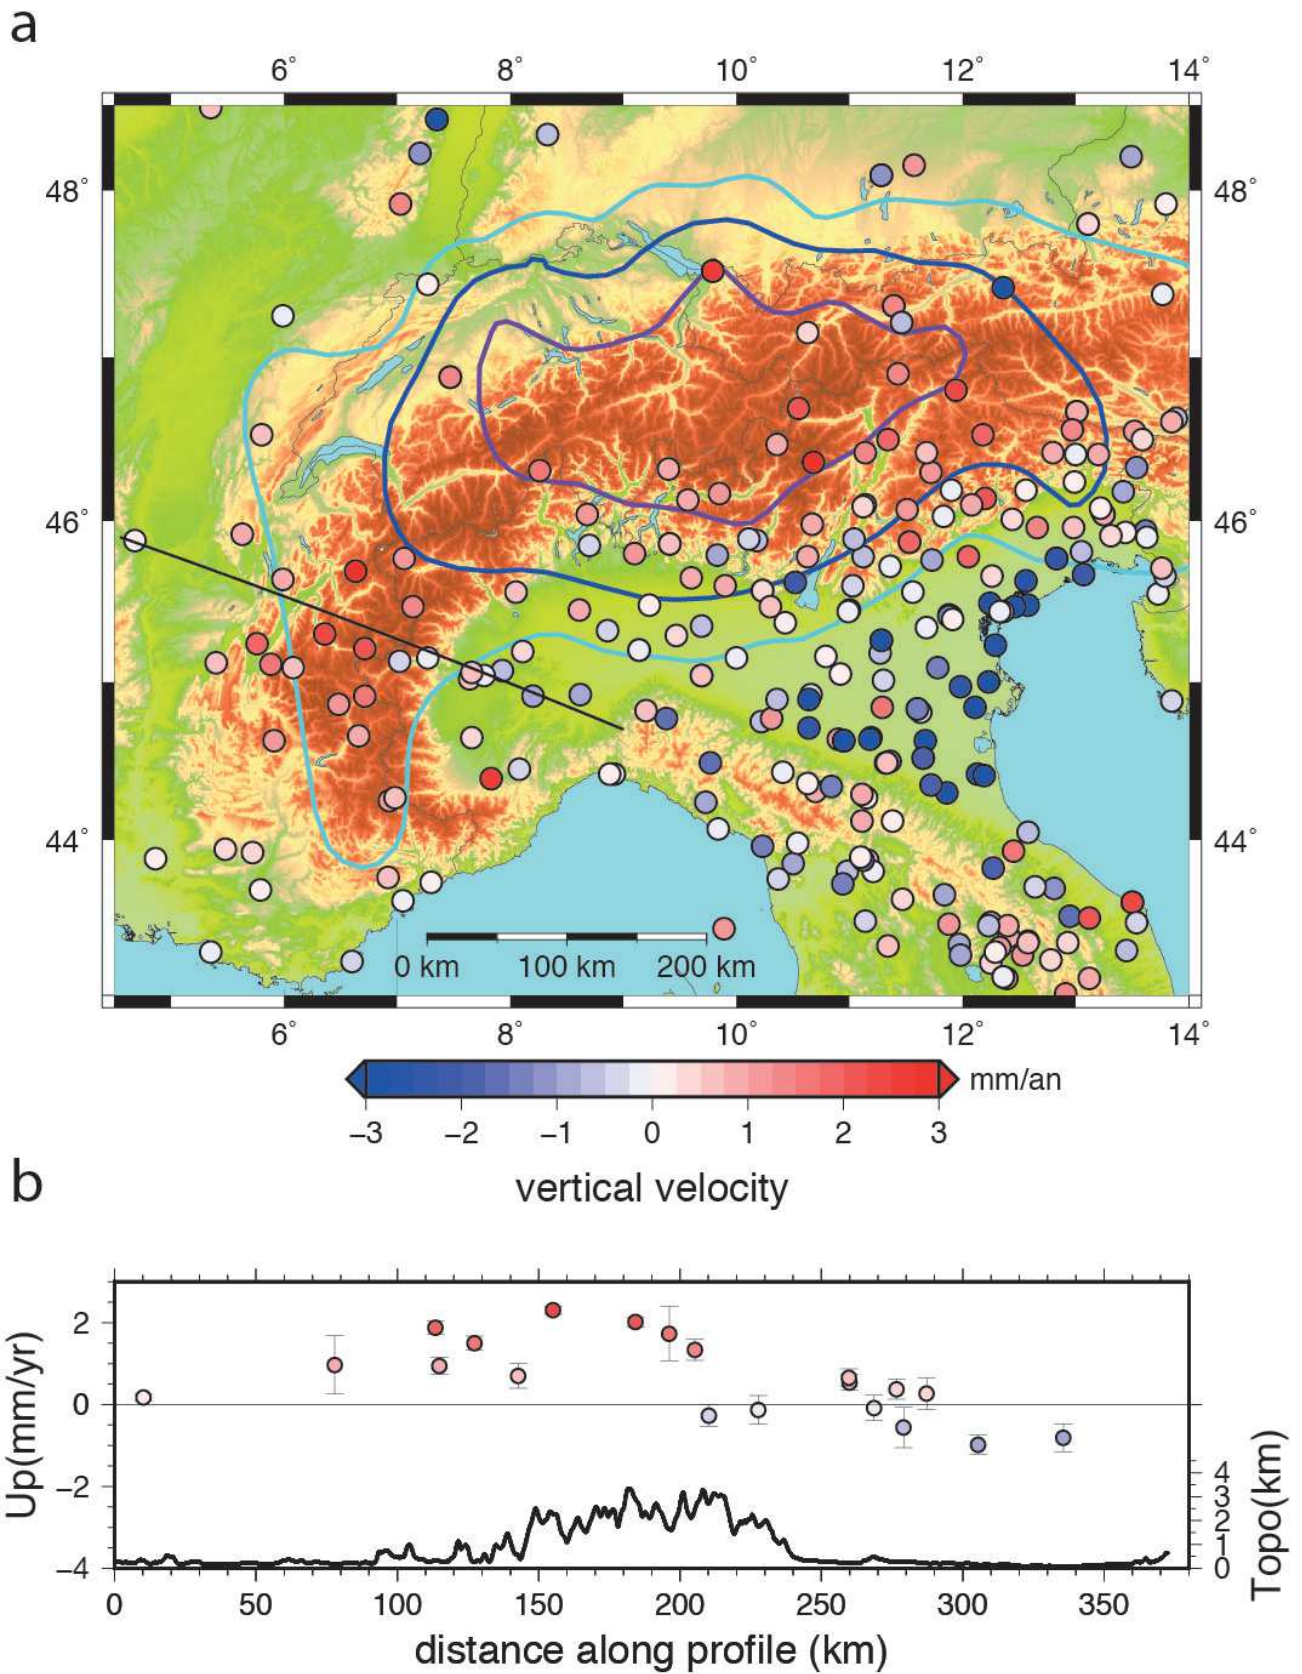 a
6° 8° 10° 12° 14°
48° 48°
46° 46°
44° 44°
0 km 100 km 200 km
6° 8° 10° 12° 14°
mm/an
−3 −2 −1 0 1 2 3
vertical velocity
b
Up(mm/yr)
2
0
−2
−4
Topo(km)
4
3
2
1
0
0 50 100 150 200 250 300 350
distance along profile (km)